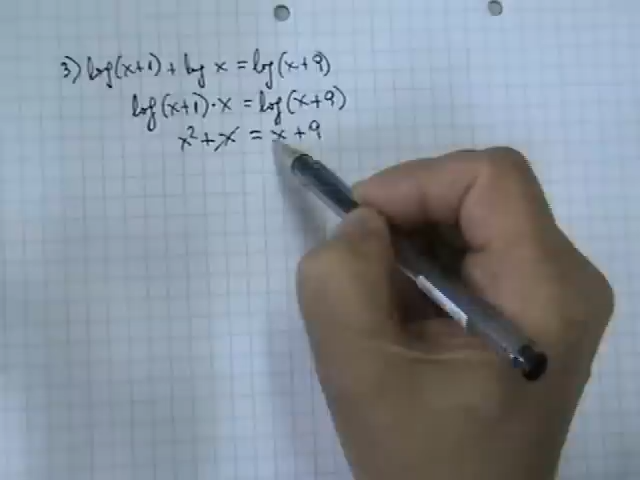 3) log(x+1) + log x = log(x+9)
log(x+1)·x = log(x+9)
x² + x = x + 9